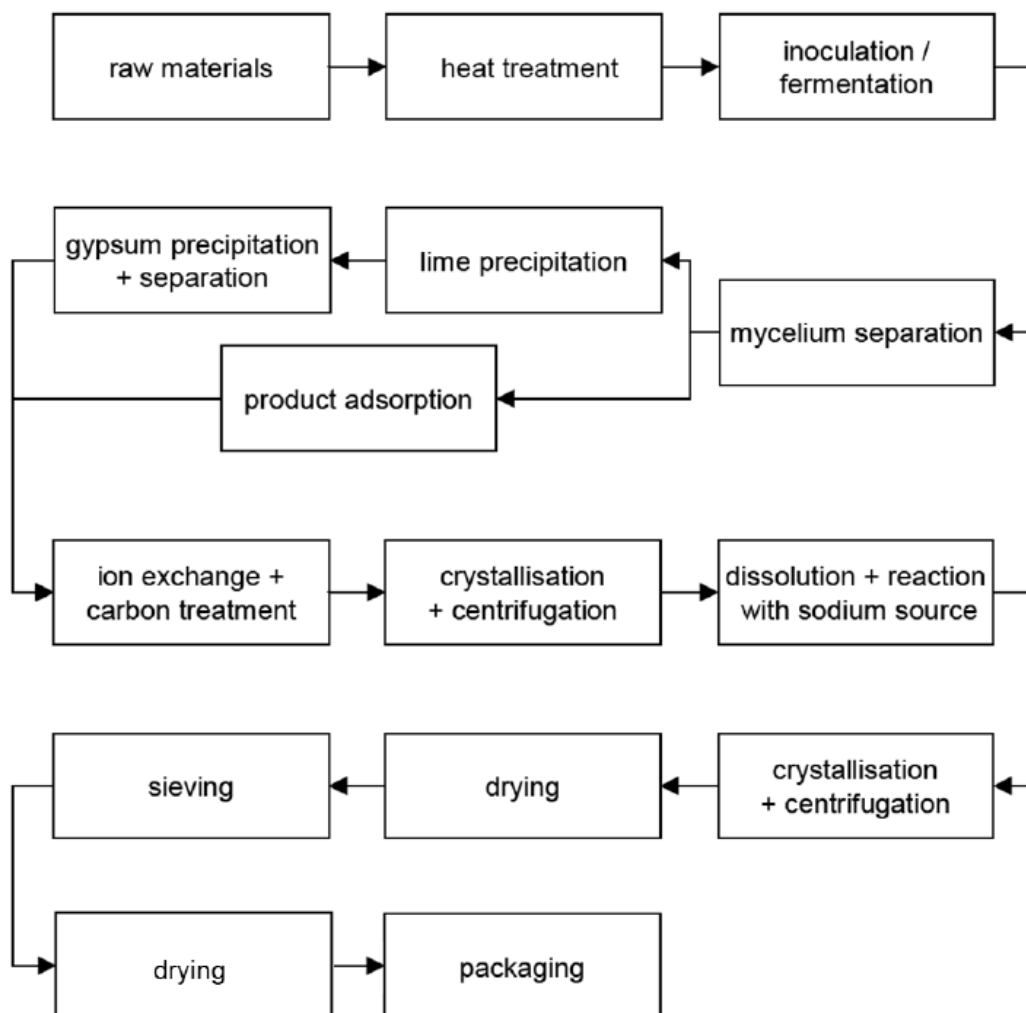 raw materials
heat treatment
inoculation /
fermentation
gypsum precipitation
+ separation
lime precipitation
mycelium separation
product adsorption
ion exchange +
carbon treatment
crystallisation
+ centrifugation
dissolution + reaction
with sodium source
sieving
drying
crystallisation
+ centrifugation
drying
packaging